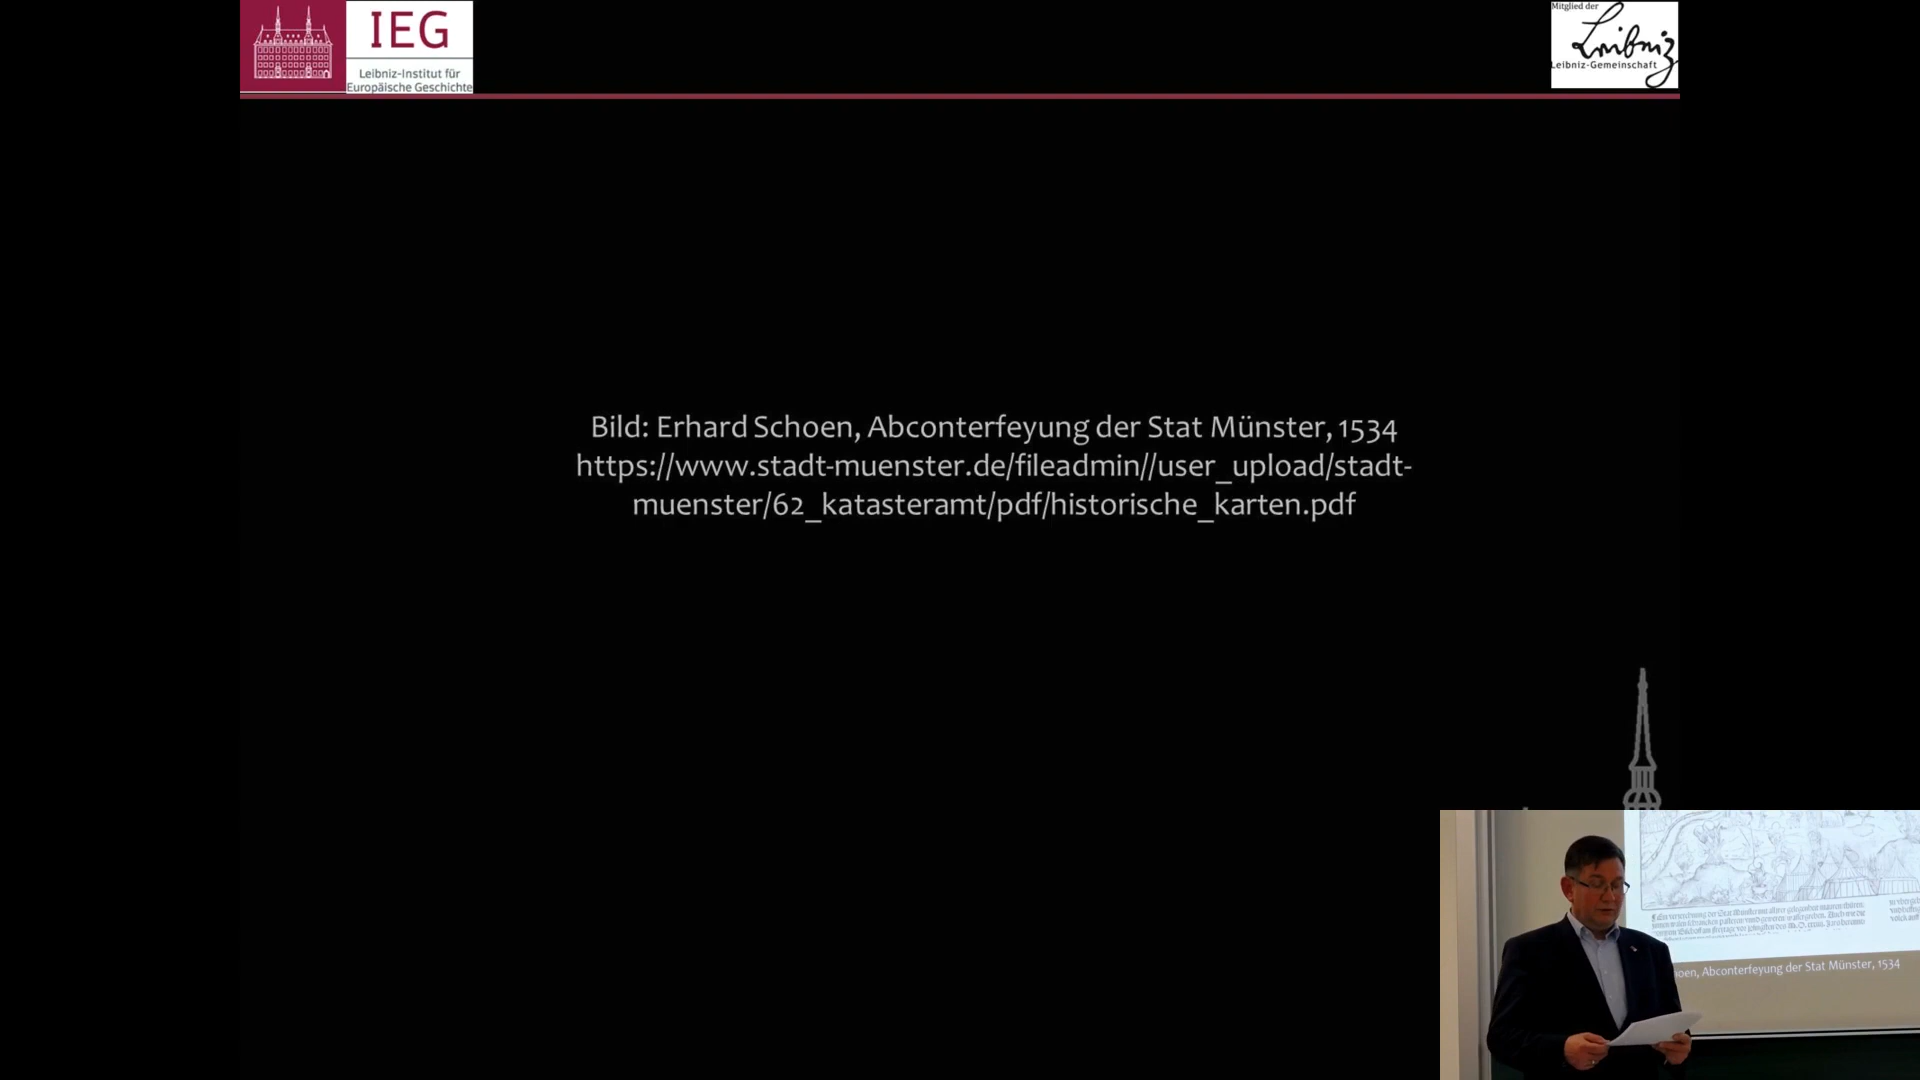 IEG
Leibniz-Institut für
Europäische Geschichte
Mitglied der
Leibniz
Leibniz-Gemeinschaft
Bild: Erhard Schoen, Abconterfeyung der Stat Münster, 1534
https://www.stadt-muenster.de/fileadmin//user_upload/stadt-
muenster/62_katasteramt/pdf/historische_karten.pdf
Abconterfeyung der Stat Münster, 1534